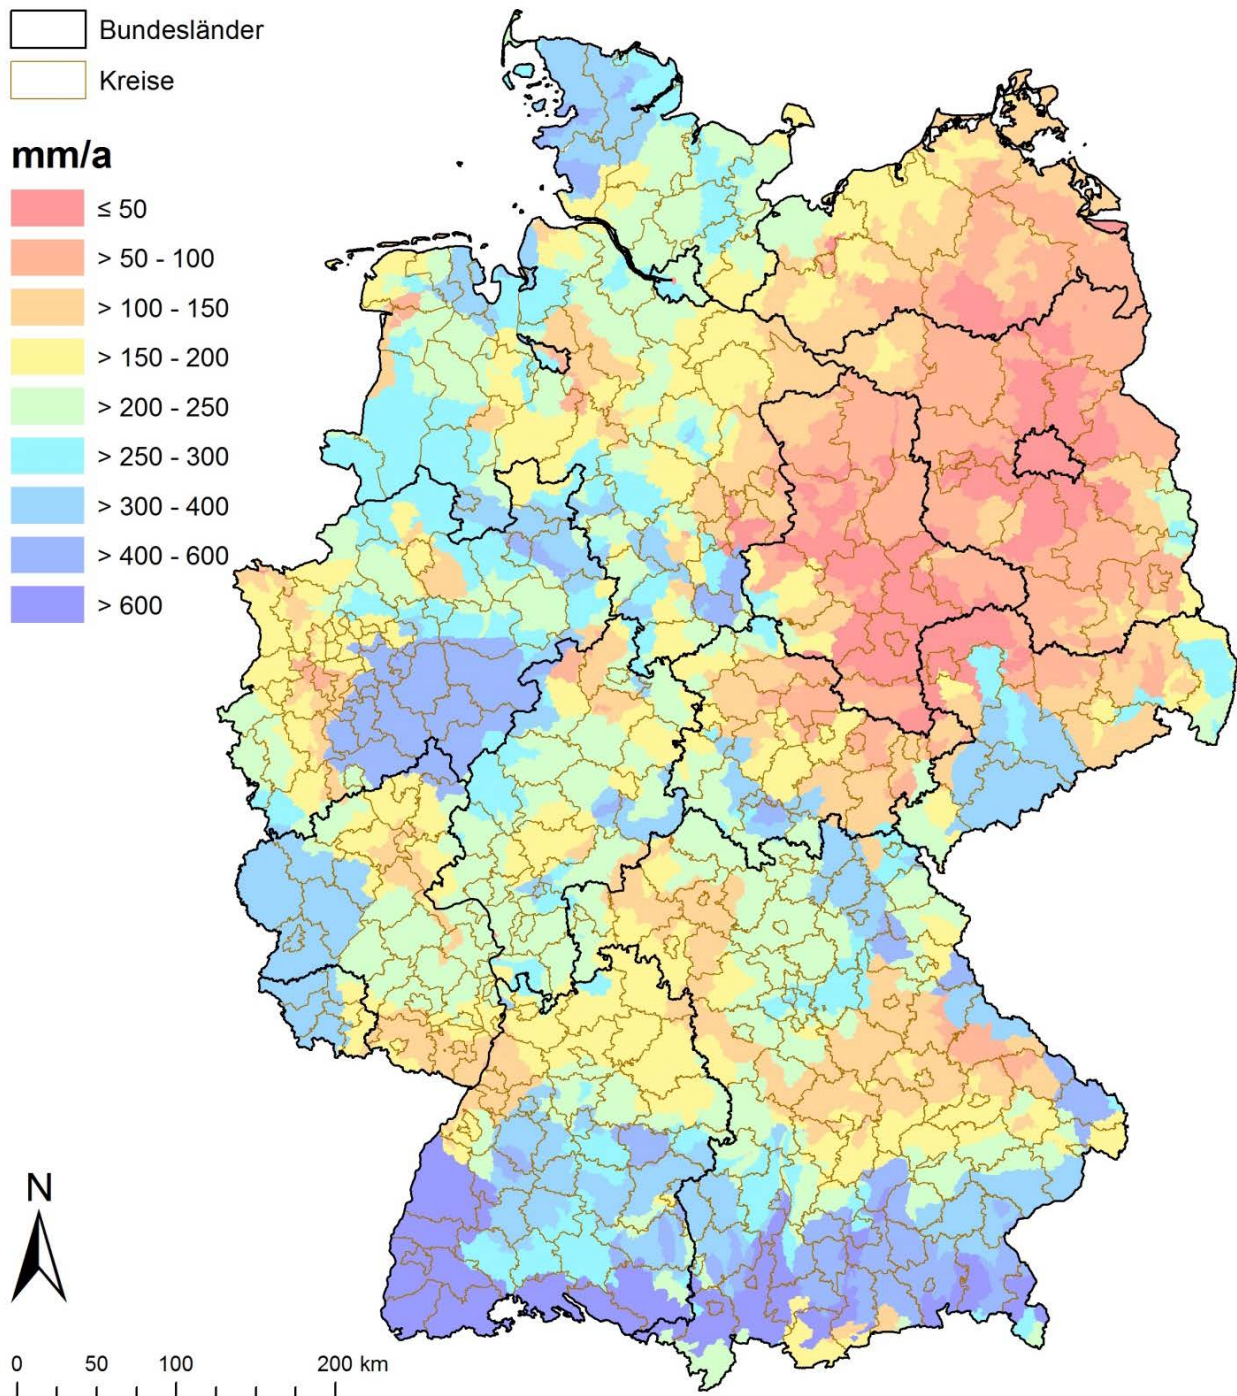 Bundesländer
Kreise
mm/a
≤ 50
> 50 - 100
> 100 - 150
> 150 - 200
> 200 - 250
> 250 - 300
> 300 - 400
> 400 - 600
> 600
N
0 50 100 200 km